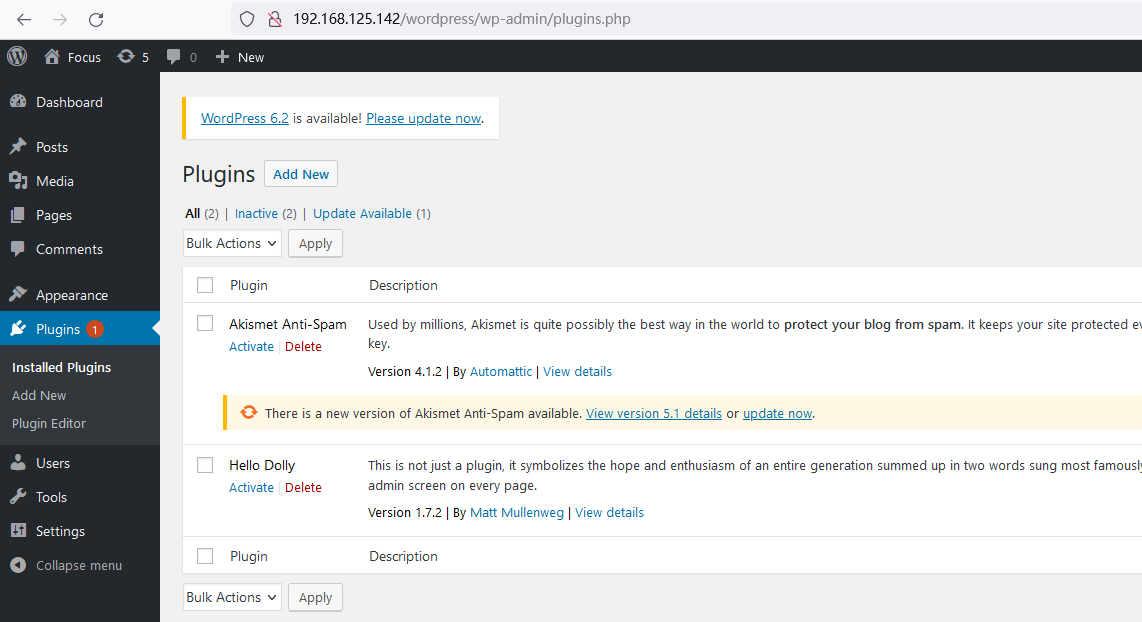 192.168.125.142/wordpress/wp-admin/plugins.php
Focus 5 0 New
Dashboard
Posts
Media
Pages
Comments
Appearance
Plugins 1
Installed Plugins
Add New
Plugin Editor
Users
Tools
Settings
Collapse menu
WordPress 6.2 is available! Please update now.
Plugins Add New
All (2) | Inactive (2) | Update Available (1)
Bulk Actions Apply
Plugin Description
Akismet Anti-Spam
Activate | Delete
Used by millions, Akismet is quite possibly the best way in the world to protect your blog from spam. It keeps your site protected
key.
Version 4.1.2 | By Automattic | View details
There is a new version of Akismet Anti-Spam available. View version 5.1 details or update now.
Hello Dolly
Activate | Delete
This is not just a plugin, it symbolizes the hope and enthusiasm of an entire generation summed up in two words sung most famously
admin screen on every page.
Version 1.7.2 | By Matt Mullenweg | View details
Plugin Description
Bulk Actions Apply